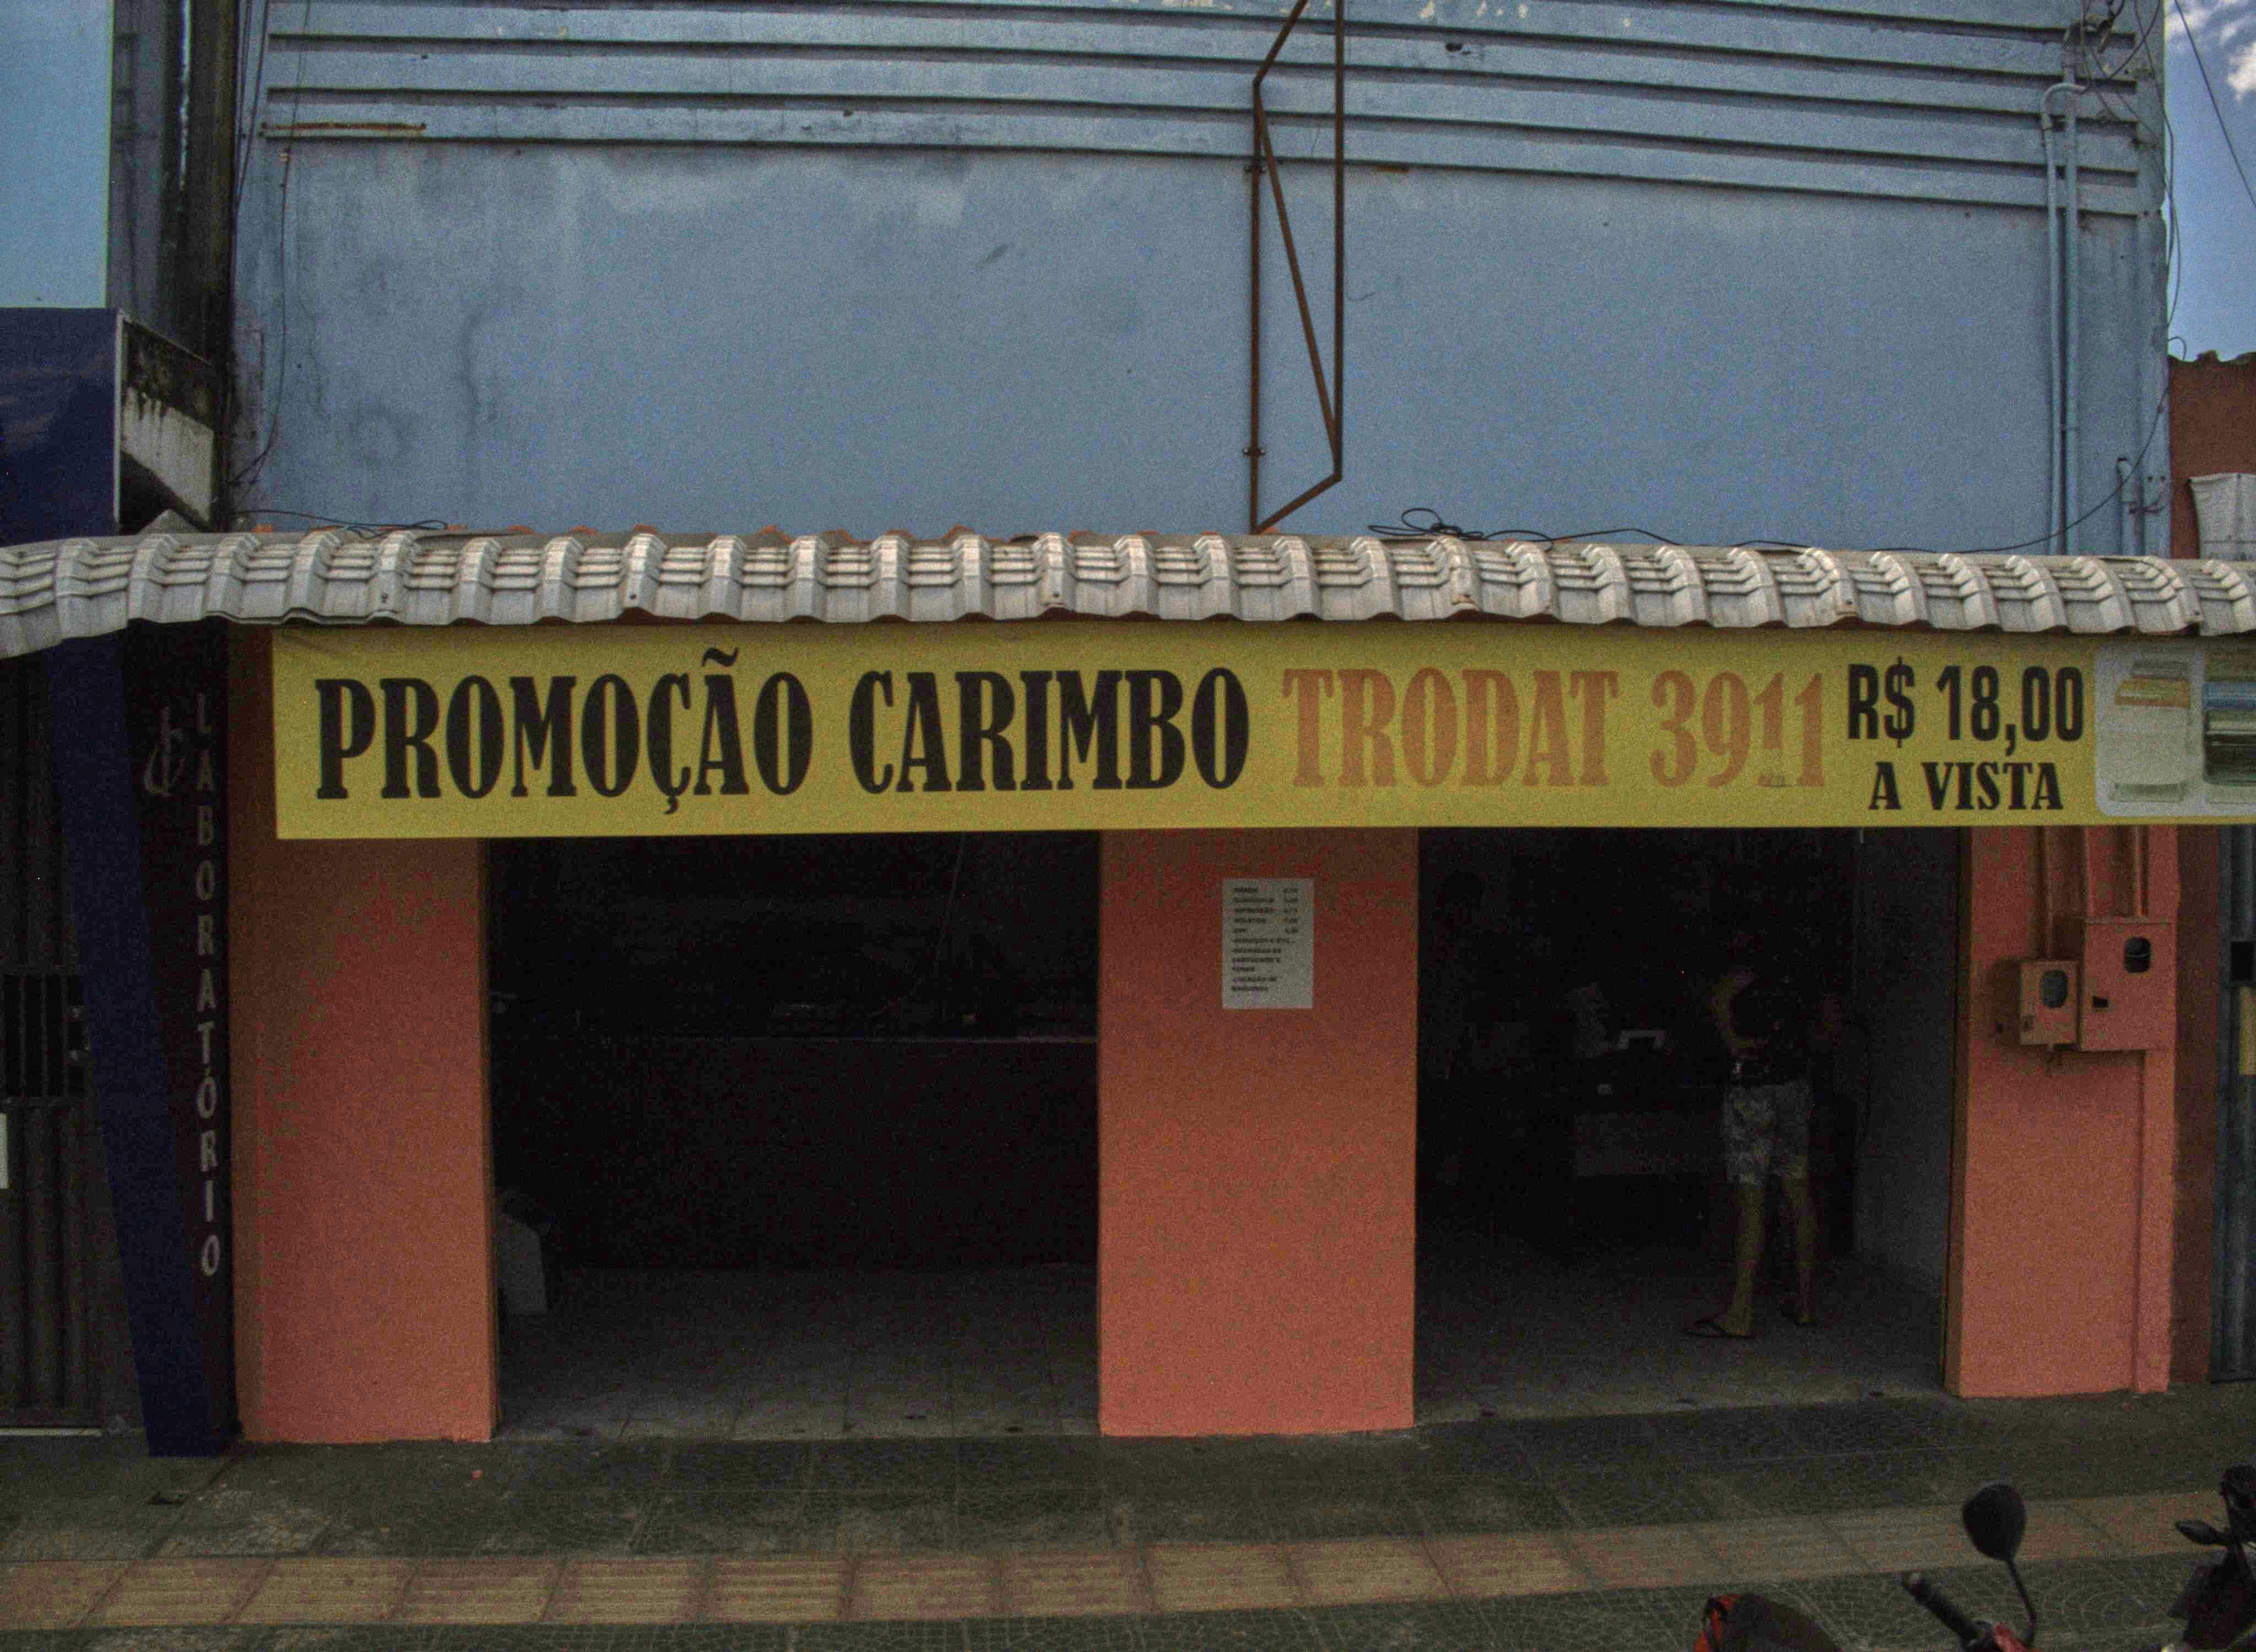 PROMOÇÃO CARIMBO TRODAT 3911 R$ 18,00
A VISTA
LABORATÓRIO